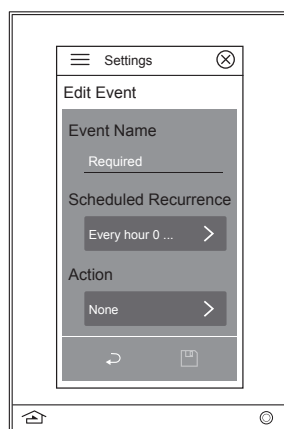 Settings
Edit Event
Event Name
Required
Scheduled Recurrence
Every hour 0 ...
Action
None